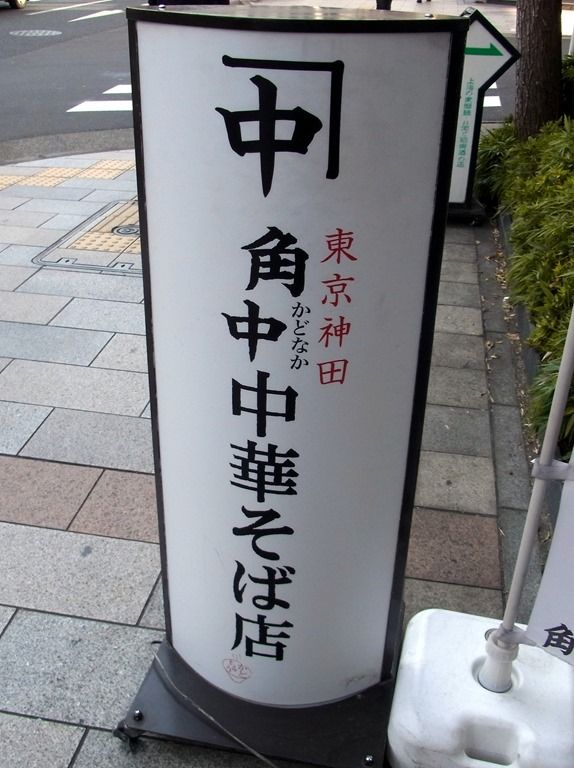 中
東京神田
角中中華そば店
かどなか
角